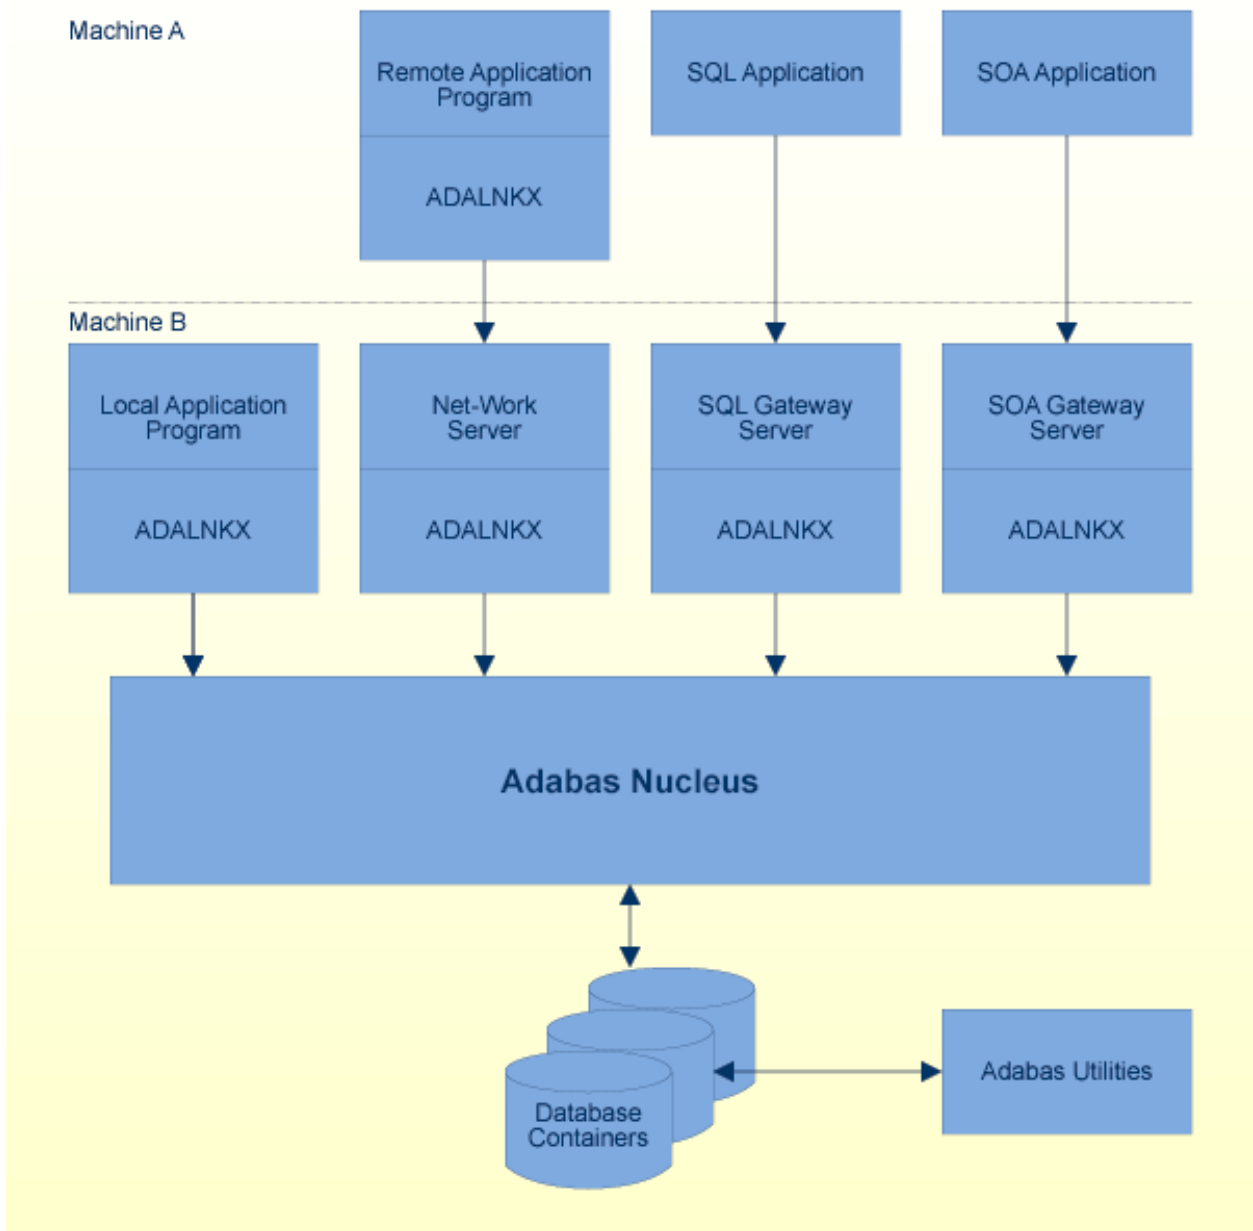 Machine A
Remote Application
Program
SQL Application
SOA Application
ADALNKX
Machine B
Local Application
Program
Net-Work
Server
SQL Gateway
Server
SOA Gateway
Server
ADALNKX
ADALNKX
ADALNKX
ADALNKX
Adabas Nucleus
Database
Containers
Adabas Utilities